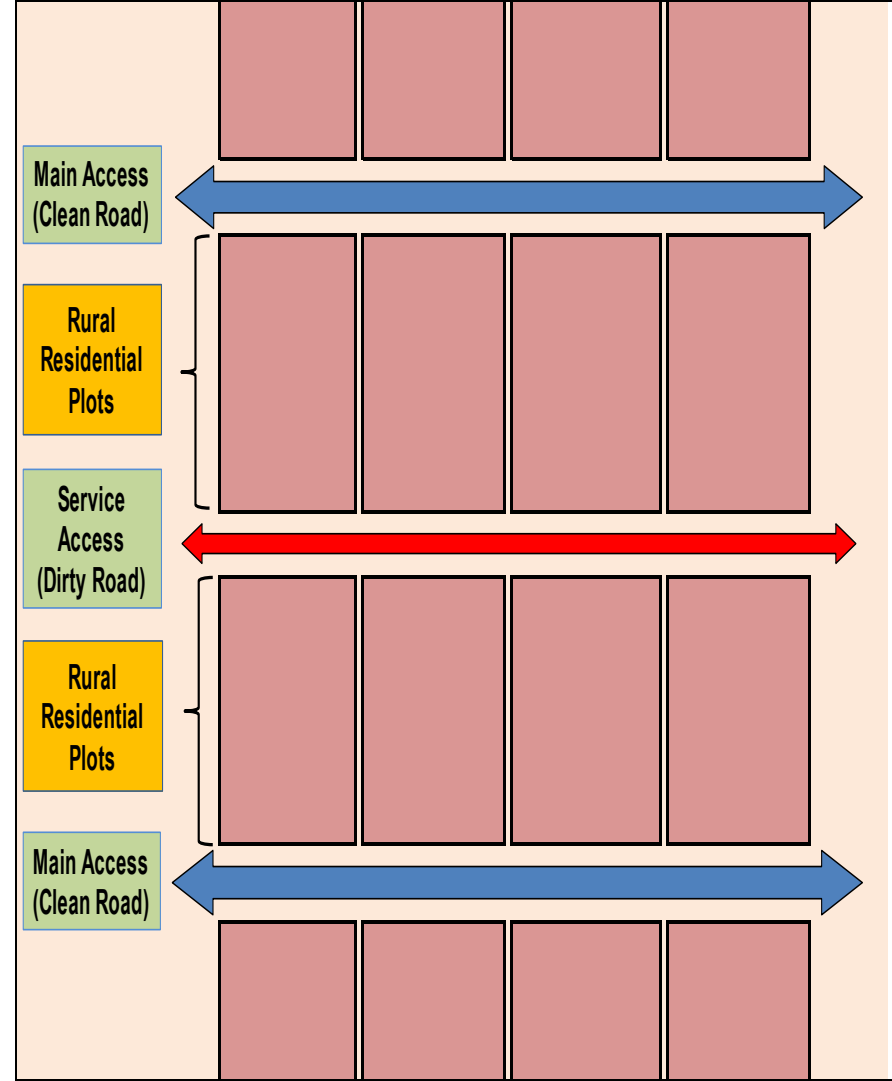 Main Access
(Clean Road)
Rural
Residential
Plots
Service
Access
(Dirty Road)
Rural
Residential
Plots
Main Access
(Clean Road)